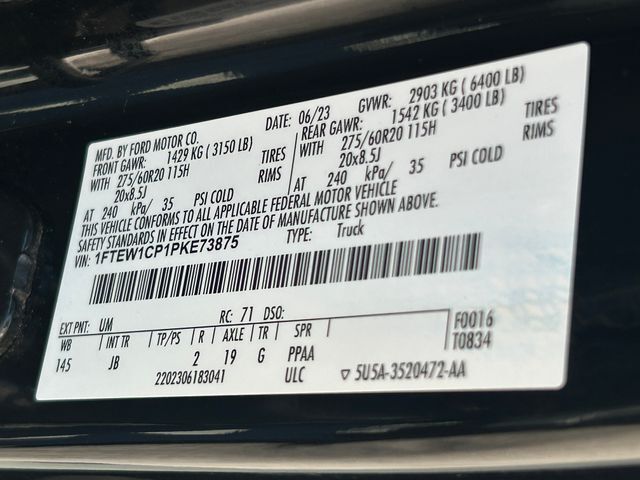 MFD. BY FORD MOTOR CO.
DATE: 06/23 GVWR: 2903 KG ( 6400 LB)
FRONT GAWR: 1429 KG ( 3150 LB) REAR GAWR: 1542 KG ( 3400 LB)
WITH 275/60R20 115H TIRES WITH 275/60R20 115H TIRES
20x8.5J RIMS 20x8.5J RIMS
AT 240 kPa/ 35 PSI COLD AT 240 kPa/ 35 PSI COLD
THIS VEHICLE CONFORMS TO ALL APPLICABLE FEDERAL MOTOR VEHICLE
SAFETY STANDARDS IN EFFECT ON THE DATE OF MANUFACTURE SHOWN ABOVE.
VIN: 1FTEW1CP1PKE73875 TYPE: Truck
EXT PNT: UM RC: 71 DSO:
WB INT TR TP/PS R AXLE TR SPR F0016
145 JB 2 19 G PPAA T0834
2202306183041 ULC ▽ 5U5A-3520472-AA